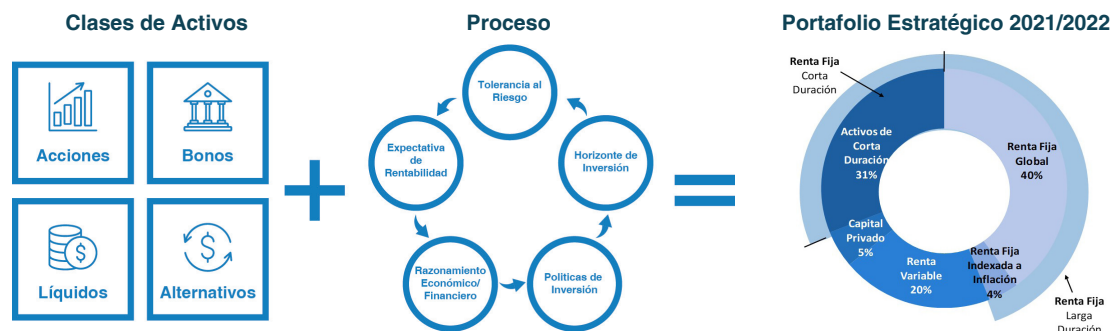 Clases de Activos
Acciones
Bonos
Líquidos
Alternativos
Proceso
Tolerancia al
Riesgo
Expectativa
de
Rentabilidad
Horizonte de
Inversión
Razonamiento
Económico/
Financiero
Políticas de
Inversión
Portafolio Estratégico 2021/2022
Renta Fija
Corta
Duración
Activos de
Corta
Duración
31%
Renta Fija
Global
40%
Capital
Privado
5%
Renta
Variable
20%
Renta Fija
Indexada a
Inflación
4%
Renta Fija
Larga
Duración